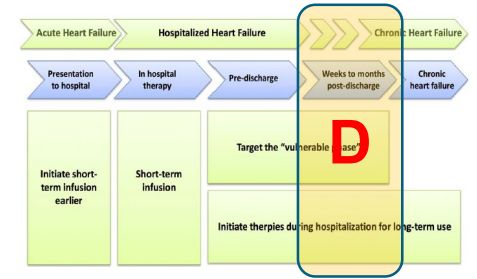 Acute Heart Failure
Hospitalized Heart Failure
Chronic Heart Failure
Presentation
to hospital
In hospital
therapy
Pre-discharge
Weeks to months
post-discharge
Chronic
heart failure
Initiate short-
term infusion
earlier
Short-term
infusion
Target the "vulnerable phase"
D
Initiate therpies during hospitalization for long-term use